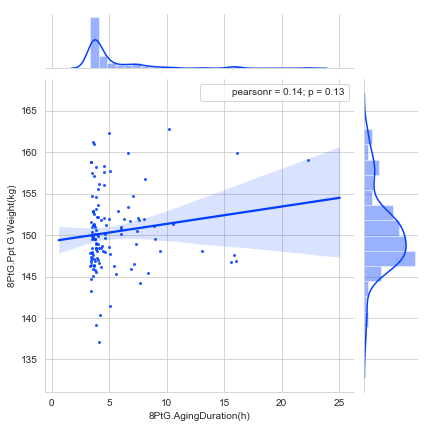 pearsonr = 0.14; p = 0.13
165
160
155
150
145
140
135
8PtG.Ppt G Weight(kg)
0 5 10 15 20 25
8PtG.AgingDuration(h)